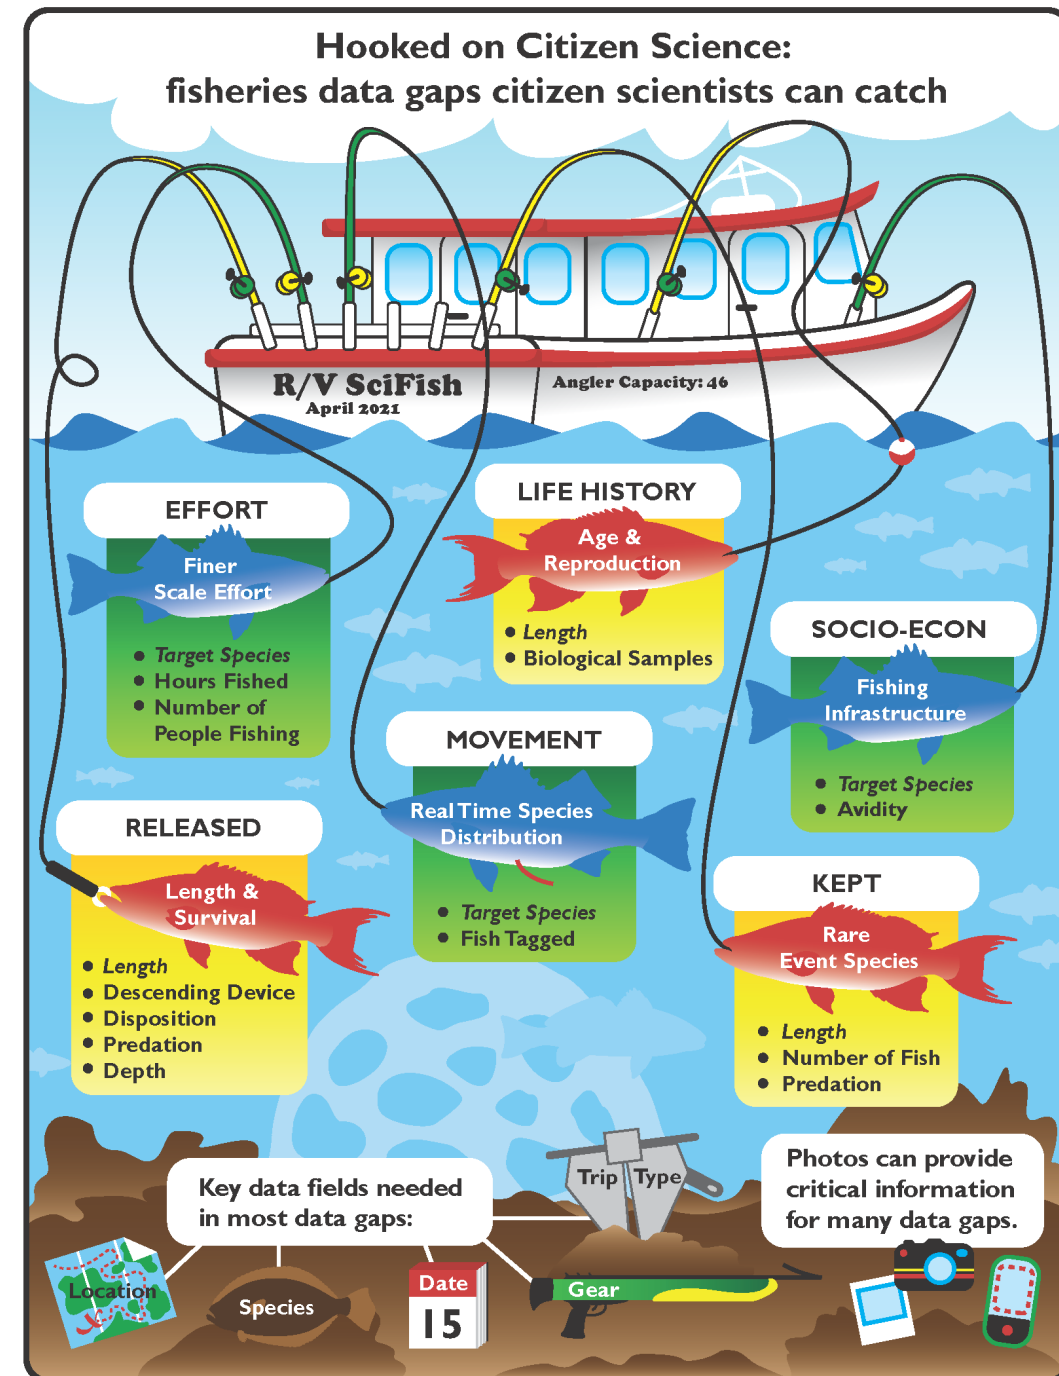 Hooked on Citizen Science:
fisheries data gaps citizen scientists can catch
R/V SciFish
April 2021
Angler Capacity: 46
EFFORT
Finer
Scale Effort
• Target Species
• Hours Fished
• Number of
People Fishing
LIFE HISTORY
Age &
Reproduction
• Length
• Biological Samples
SOCIO-ECON
Fishing
Infrastructure
• Target Species
• Avidity
MOVEMENT
Real Time Species
Distribution
• Target Species
• Fish Tagged
RELEASED
Length &
Survival
• Length
• Descending Device
• Disposition
• Predation
• Depth
KEPT
Rare
Event Species
• Length
• Number of Fish
• Predation
Key data fields needed
in most data gaps:
Location
Species
Date
15
Trip Type
Gear
Photos can provide
critical information
for many data gaps.